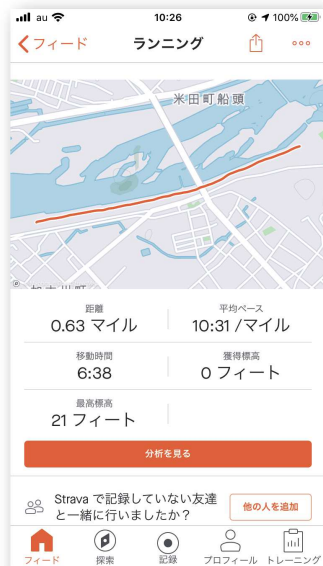 au 10:26 100%
フィード ランニング
米田町船頭
距離 平均ペース
0.63 マイル 10:31 /マイル
移動時間 獲得標高
6:38 0 フィート
最高標高
21 フィート
分析を見る
Strava で記録していない友達
と一緒に行いましたか？
他の人を追加
フィード 探索 記録 プロフィール トレーニング